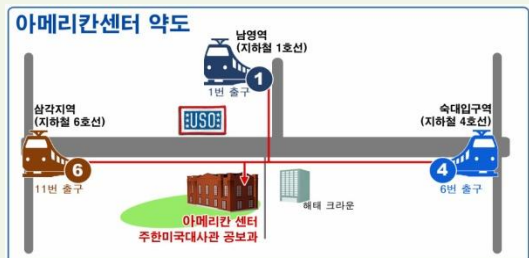 아메리칸센터 약도
남영역
(지하철 1호선)
1
1번 출구
삼각지역
(지하철 6호선)
6
11번 출구
USO
숙대입구역
(지하철 4호선)
4
6번 출구
해태 크라운
아메리칸 센터
주한미국대사관 공보과